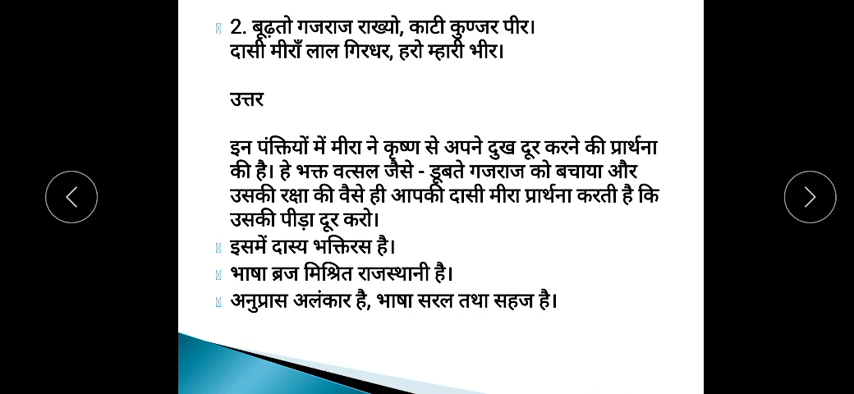 2. बूढ़तो गजराज राख्यो, काटी कुण्जर पीर।
दासी मीराँ लाल गिरधर, हरो म्हारी भीर।
उत्तर
इन पंक्तियों में मीरा ने कृष्ण से अपने दुख दूर करने की प्रार्थना
की है। हे भक्त वत्सल जैसे - डूबते गजराज को बचाया और
उसकी रक्षा की वैसे ही आपकी दासी मीरा प्रार्थना करती है कि
उसकी पीड़ा दूर करो।
इसमें दास्य भक्तिरस है।
भाषा ब्रज मिश्रित राजस्थानी है।
अनुप्रास अलंकार है, भाषा सरल तथा सहज है।